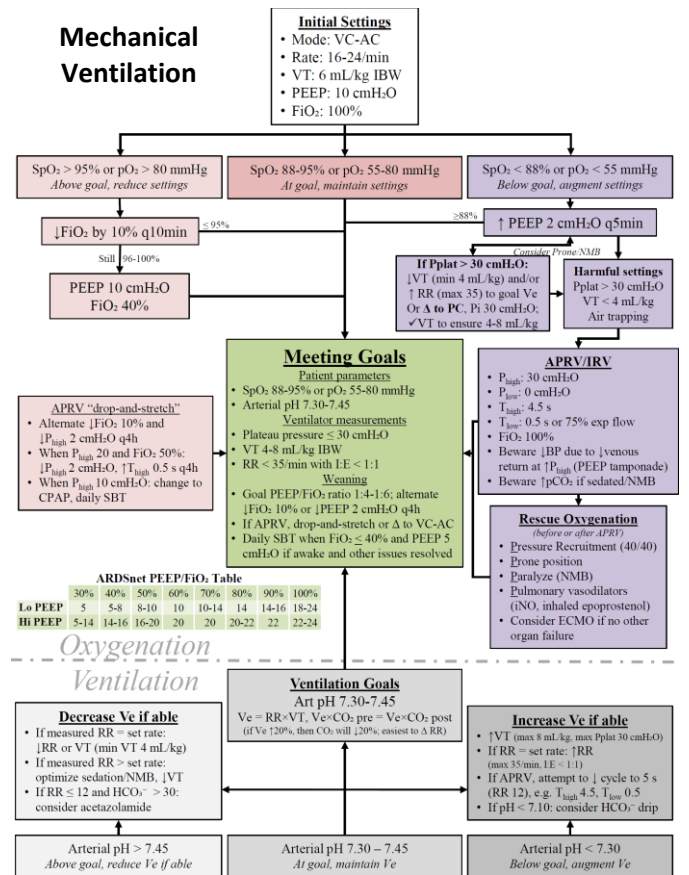 Mechanical
Ventilation
Initial Settings
• Mode: VC-AC
• Rate: 16-24/min
• VT: 6 mL/kg IBW
• PEEP: 10 cmH₂O
• FiO₂: 100%
SpO₂ > 95% or pO₂ > 80 mmHg
Above goal, reduce settings
SpO₂ 88-95% or pO₂ 55-80 mmHg
At goal, maintain settings
SpO₂ < 88% or pO₂ < 55 mmHg
Below goal, augment settings
↓FiO₂ by 10% q10min
≤ 95%
≥88%
↑ PEEP 2 cmH₂O q5min
Still 96-100%
Consider Prone/NMB
PEEP 10 cmH₂O
FiO₂ 40%
If Pplat > 30 cmH₂O:
↓VT (min 4 mL/kg) and/or
↑ RR (max 35) to goal Ve
Or Δ to PC, Pi 30 cmH₂O;
✓VT to ensure 4-8 mL/kg
Harmful settings
Pplat > 30 cmH₂O
VT < 4 mL/kg
Air trapping
Meeting Goals
Patient parameters
• SpO₂ 88-95% or pO₂ 55-80 mmHg
• Arterial pH 7.30-7.45
Ventilator measurements
• Plateau pressure ≤ 30 cmH₂O
• VT 4-8 mL/kg IBW
• RR < 35/min with I:E < 1:1
Weaning
• Goal PEEP/FiO₂ ratio 1:4-1:6; alternate
↓FiO₂ 10% or ↓PEEP 2 cmH₂O q4h
• If APRV, drop-and-stretch or Δ to VC-AC
• Daily SBT when FiO₂ ≤ 40% and PEEP 5
cmH₂O if awake and other issues resolved
APRV "drop-and-stretch"
• Alternate ↓FiO₂ 10% and
↓P high 2 cmH₂O q4h
• When P high 20 and FiO₂ 50%:
↓P high 2 cmH₂O, ↑T high 0.5 s q4h
• When P high 10 cmH₂O: change to
CPAP, daily SBT
APRV/IRV
• P high: 30 cmH₂O
• P low: 0 cmH₂O
• T high: 4.5 s
• T low: 0.5 s or 75% exp flow
• FiO₂ 100%
• Beware ↓BP due to ↓venous
return at ↑P high (PEEP tamponade)
• Beware ↑pCO₂ if sedated/NMB
Rescue Oxygenation
(before or after APRV)
• Pressure Recruitment (40/40)
• Prone position
• Paralyze (NMB)
• Pulmonary vasodilators
(iNO, inhaled epoprostenol)
• Consider ECMO if no other
organ failure
ARDSnet PEEP/FiO₂ Table
30% 40% 50% 60% 70% 80% 90% 100%
Lo PEEP 5 5-8 8-10 10 10-14 14 14-16 18-24
Hi PEEP 5-14 14-16 16-20 20 20 20-22 22 22-24
Oxygenation
Ventilation
Ventilation Goals
Art pH 7.30-7.45
Ve = RR×VT, Ve×CO₂ pre = Ve×CO₂ post
(if Ve ↑20%, then CO₂ will ↓20%; easiest to Δ RR)
Decrease Ve if able
• If measured RR = set rate:
↓RR or VT (min VT 4 mL/kg)
• If measured RR > set rate:
optimize sedation/NMB, ↓VT
• If RR ≤ 12 and HCO₃⁻ > 30:
consider acetazolamide
Increase Ve if able
• ↑VT (max 8 mL/kg, max Pplat 30 cmH₂O)
• If RR = set rate: ↑RR
(max 35/min, I:E < 1:1)
• If APRV, attempt to ↓ cycle to 5 s
(RR 12), e.g. T high 4.5, T low 0.5
• If pH < 7.10: consider HCO₃⁻ drip
Arterial pH > 7.45
Above goal, reduce Ve if able
Arterial pH 7.30 – 7.45
At goal, maintain Ve
Arterial pH < 7.30
Below goal, augment Ve